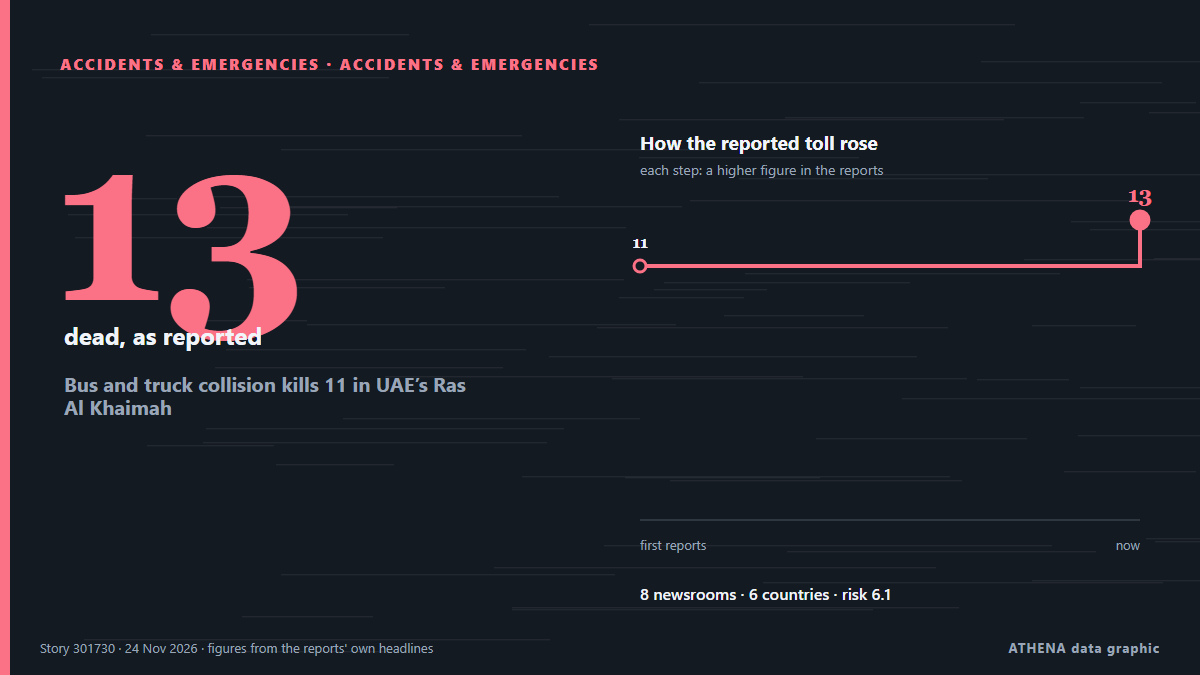 ACCIDENTS & EMERGENCIES · ACCIDENTS & EMERGENCIES
13
dead, as reported
Bus and truck collision kills 11 in UAE’s Ras
Al Khaimah
How the reported toll rose
each step: a higher figure in the reports
13
11
first reports
now
8 newsrooms · 6 countries · risk 6.1
Story 301730 · 24 Nov 2026 · figures from the reports' own headlines
ATHENA data graphic